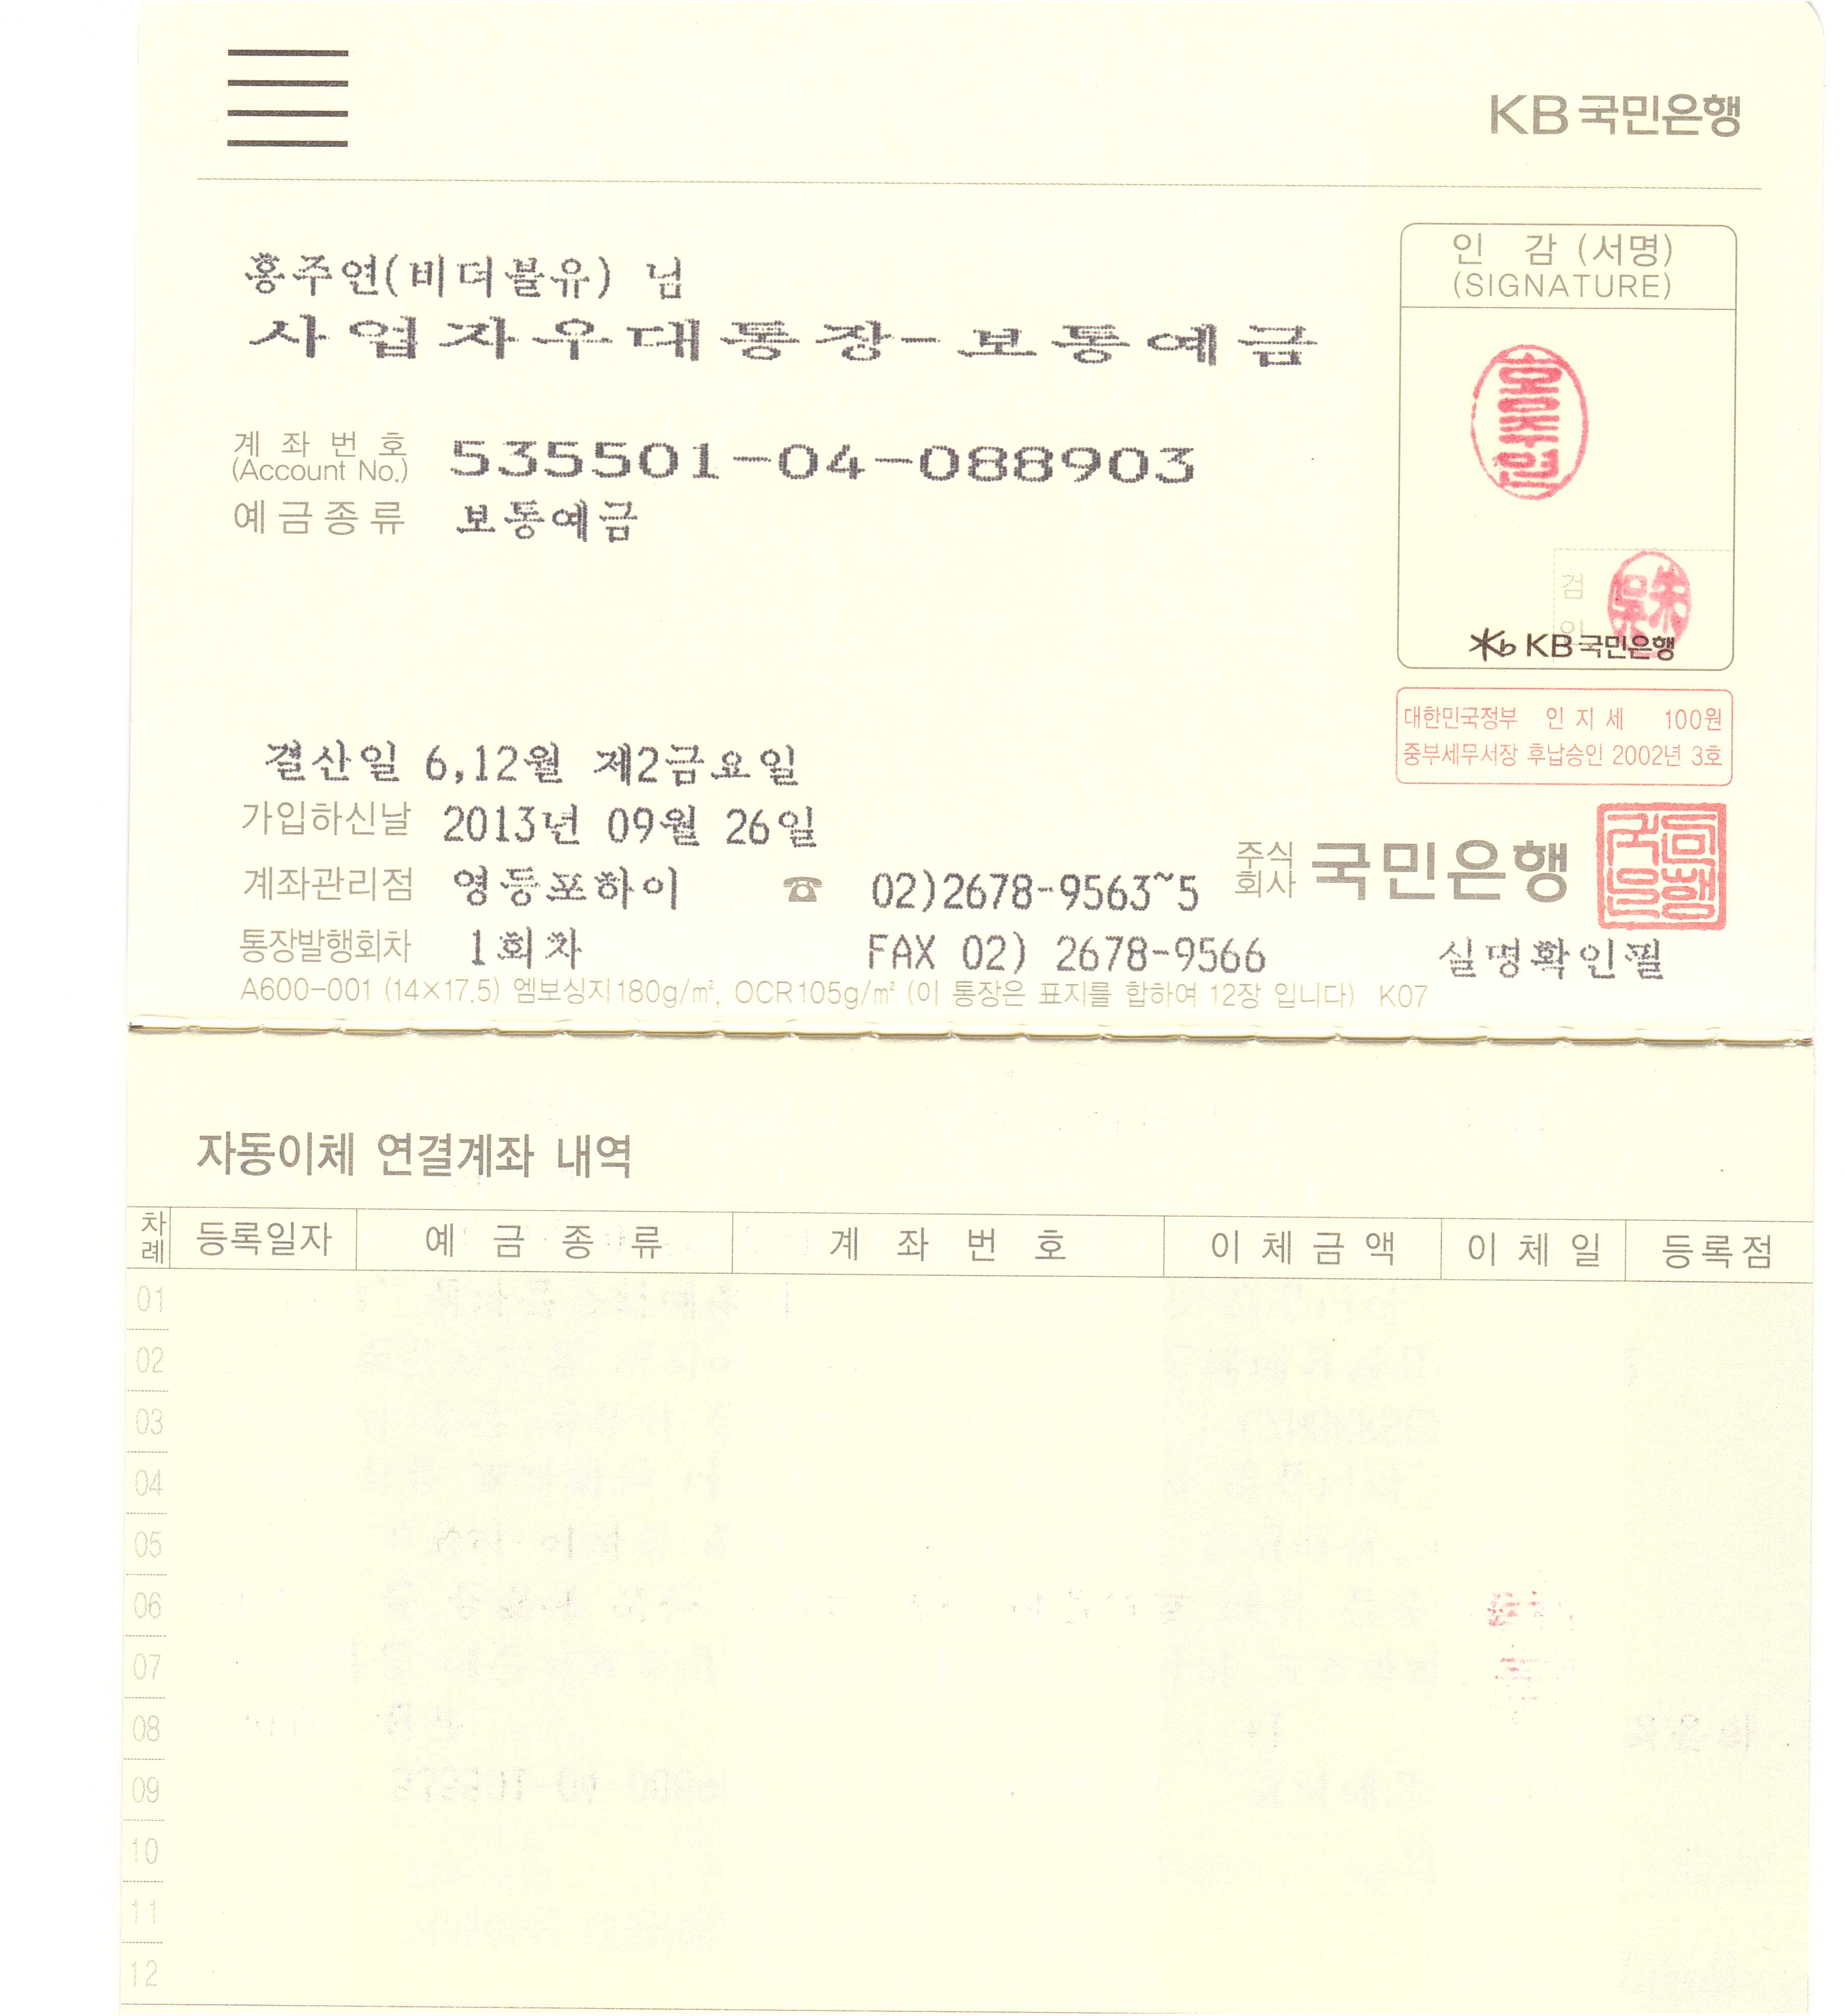 KB국민은행
홍주연(비더블유) 님
사업자우대통장-보통예금
인 감 (서명)
(SIGNATURE)
계좌번호 535501-04-088903
(Account No.)
예금종류 보통예금
홍주연
검
인
KB국민은행
대한민국정부 인 지 세 100원
중부세무서장 후납승인 2002년 3호
결산일 6,12월 제2금요일
가입하신날 2013년 09월 26일
계좌관리점 영등포하이 ☎ 02)2678-9563~5
주식회사 국민은행
통장발행회차 1회차 FAX 02) 2678-9566 실명확인필
A600-001 (14×17.5) 엠보싱지180g/m², OCR105g/m² (이 통장은 표지를 합하여 12장 입니다) K07
자동이체 연결계좌 내역
차례 등록일자 예금종류 계좌번호 이체금액 이체일 등록점
01
02
03
04
05
06
07
08
09
10
11
12